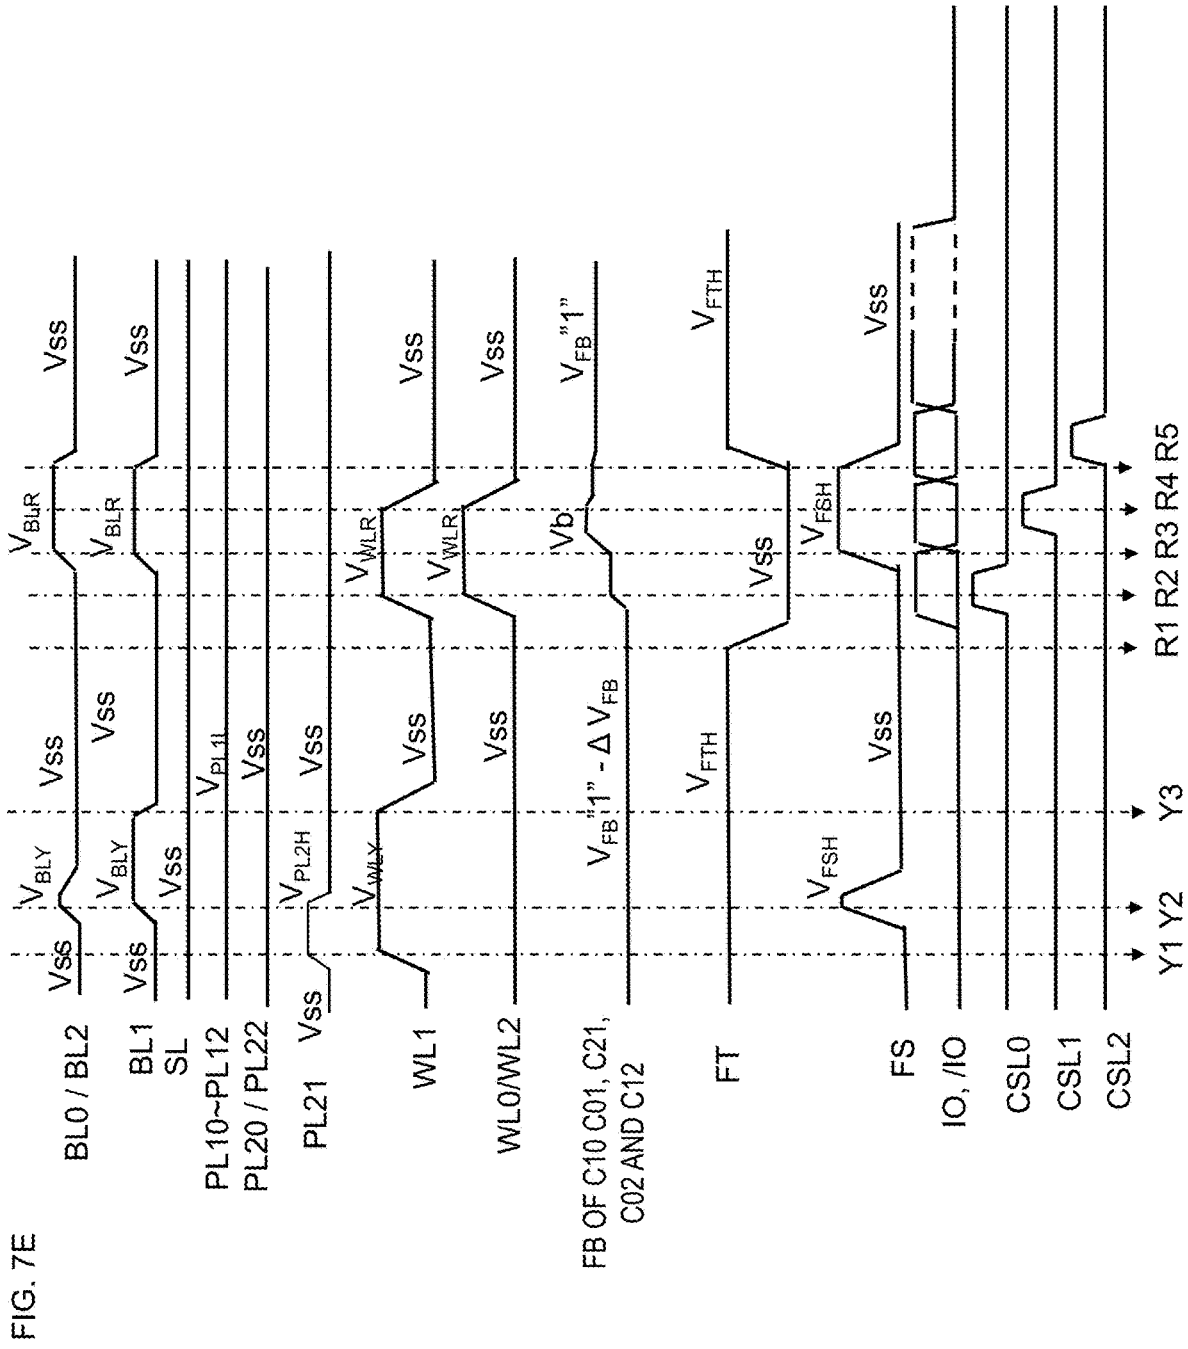 FIG. 7E
BL0 / BL2
Vss
VBLY
Vss
VBLR
Vss
BL1
Vss
VBLY
Vss
VBLR
Vss
SL
Vss
PL10~PL12
VPL1L
PL20 / PL22
Vss
PL21
Vss
VPL2H
Vss
WL1
VWLY
Vss
VWLR
Vss
WL0/WL2
Vss
VWLR
Vss
FB OF C10 C01, C21,
C02 AND C12
VFB"1" - Δ VFB
Vb
VFB"1"
FT
VFTH
Vss
VFTH
FS
VFSH
Vss
VFSH
Vss
IO, /IO
CSL0
CSL1
CSL2
Y1 Y2 Y3 R1 R2 R3 R4 R5